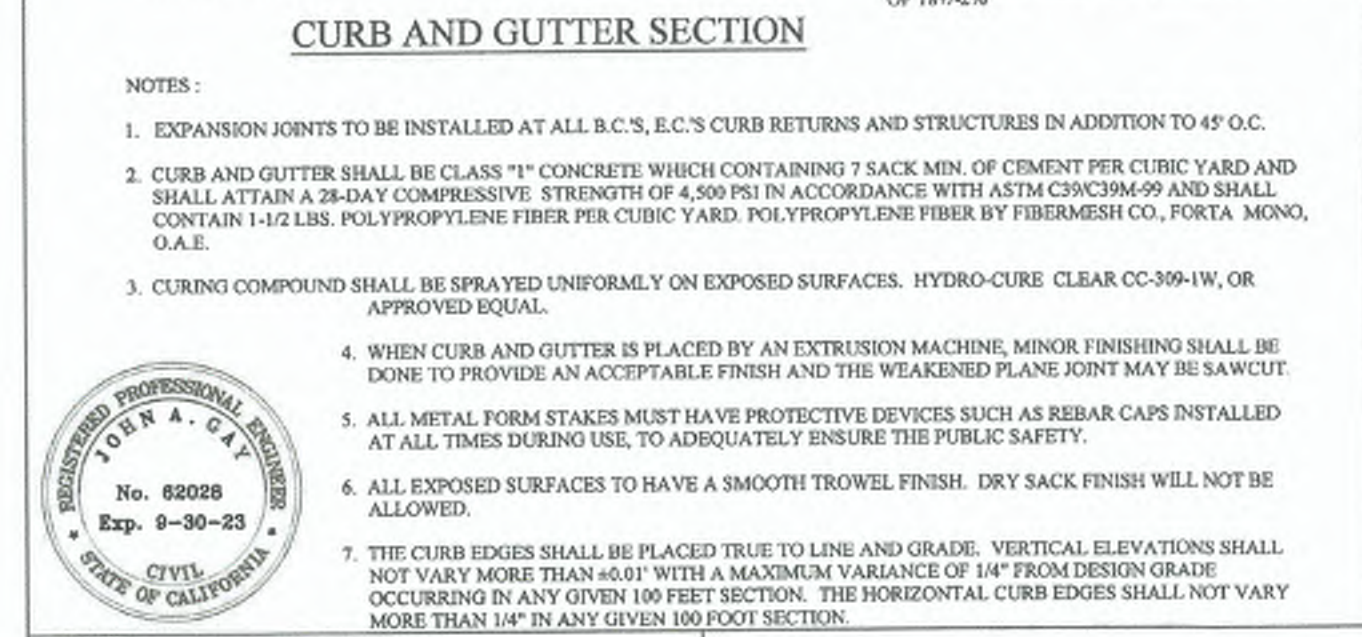 CURB AND GUTTER SECTION
NOTES :
1. EXPANSION JOINTS TO BE INSTALLED AT ALL B.C.'S, E.C.'S CURB RETURNS AND STRUCTURES IN ADDITION TO 45' O.C.
2. CURB AND GUTTER SHALL BE CLASS "1" CONCRETE WHICH CONTAINING 7 SACK MIN. OF CEMENT PER CUBIC YARD AND
SHALL ATTAIN A 28-DAY COMPRESSIVE STRENGTH OF 4,500 PSI IN ACCORDANCE WITH ASTM C39/C39M-99 AND SHALL
CONTAIN 1-1/2 LBS. POLYPROPYLENE FIBER PER CUBIC YARD. POLYPROPYLENE FIBER BY FIBERMESH CO., FORTA MONO,
O.A.E.
3. CURING COMPOUND SHALL BE SPRAYED UNIFORMLY ON EXPOSED SURFACES. HYDRO-CURE CLEAR CC-309-1W, OR
APPROVED EQUAL.
4. WHEN CURB AND GUTTER IS PLACED BY AN EXTRUSION MACHINE, MINOR FINISHING SHALL BE
DONE TO PROVIDE AN ACCEPTABLE FINISH AND THE WEAKENED PLANE JOINT MAY BE SAWCUT.
5. ALL METAL FORM STAKES MUST HAVE PROTECTIVE DEVICES SUCH AS REBAR CAPS INSTALLED
AT ALL TIMES DURING USE, TO ADEQUATELY ENSURE THE PUBLIC SAFETY.
6. ALL EXPOSED SURFACES TO HAVE A SMOOTH TROWEL FINISH. DRY SACK FINISH WILL NOT BE
ALLOWED.
7. THE CURB EDGES SHALL BE PLACED TRUE TO LINE AND GRADE. VERTICAL ELEVATIONS SHALL
NOT VARY MORE THAN ±0.01' WITH A MAXIMUM VARIANCE OF 1/4" FROM DESIGN GRADE
OCCURRING IN ANY GIVEN 100 FEET SECTION. THE HORIZONTAL CURB EDGES SHALL NOT VARY
MORE THAN 1/4" IN ANY GIVEN 100 FOOT SECTION.
REGISTERED PROFESSIONAL ENGINEER
JOHN A. GAY
No. 62028
Exp. 9-30-23
CIVIL
STATE OF CALIFORNIA